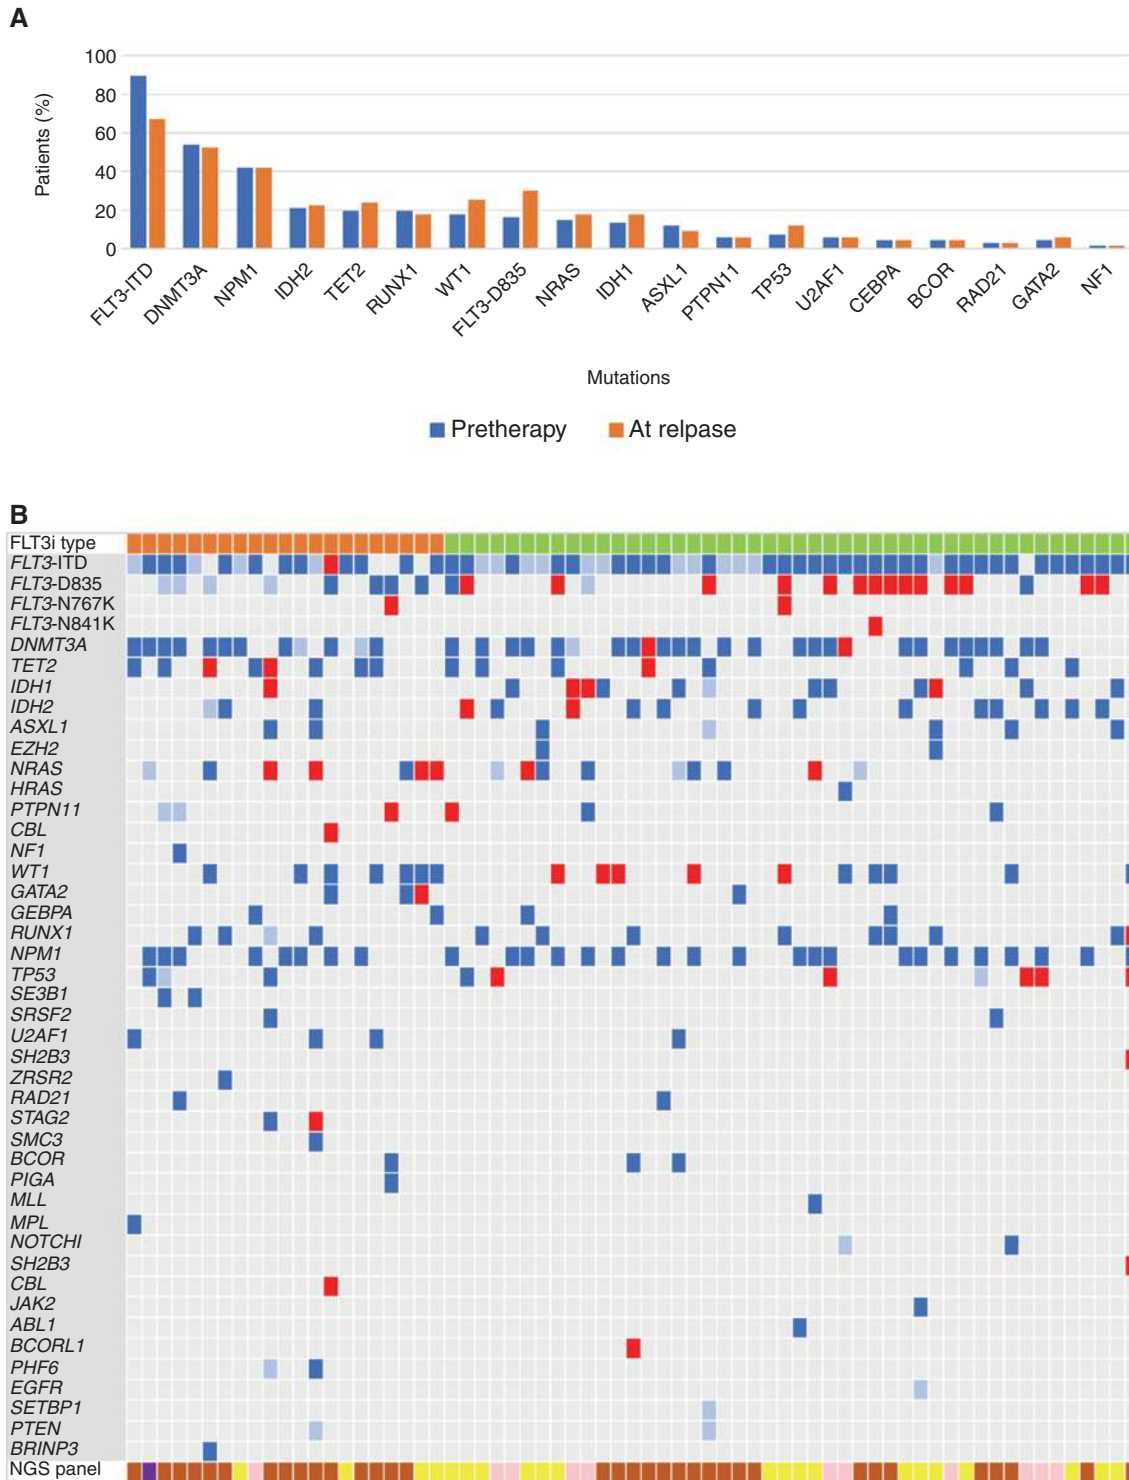 A
100
80
60
40
20
0
Patients (%)
FLT3-ITD
DNMT3A
NPM1
IDH2
TET2
RUNX1
WT1
FLT3-D835
NRAS
IDH1
ASXL1
PTPN11
TP53
U2AF1
CEBPA
BCOR
RAD21
GATA2
NF1
Mutations
Pretherapy At relpase
B
FLT3i type
FLT3-ITD
FLT3-D835
FLT3-N767K
FLT3-N841K
DNMT3A
TET2
IDH1
IDH2
ASXL1
EZH2
NRAS
HRAS
PTPN11
CBL
NF1
WT1
GATA2
GEBPA
RUNX1
NPM1
TP53
SE3B1
SRSF2
U2AF1
SH2B3
ZRSR2
RAD21
STAG2
SMC3
BCOR
PIGA
MLL
MPL
NOTCHI
SH2B3
CBL
JAK2
ABL1
BCORL1
PHF6
EGFR
SETBP1
PTEN
BRINP3
NGS panel